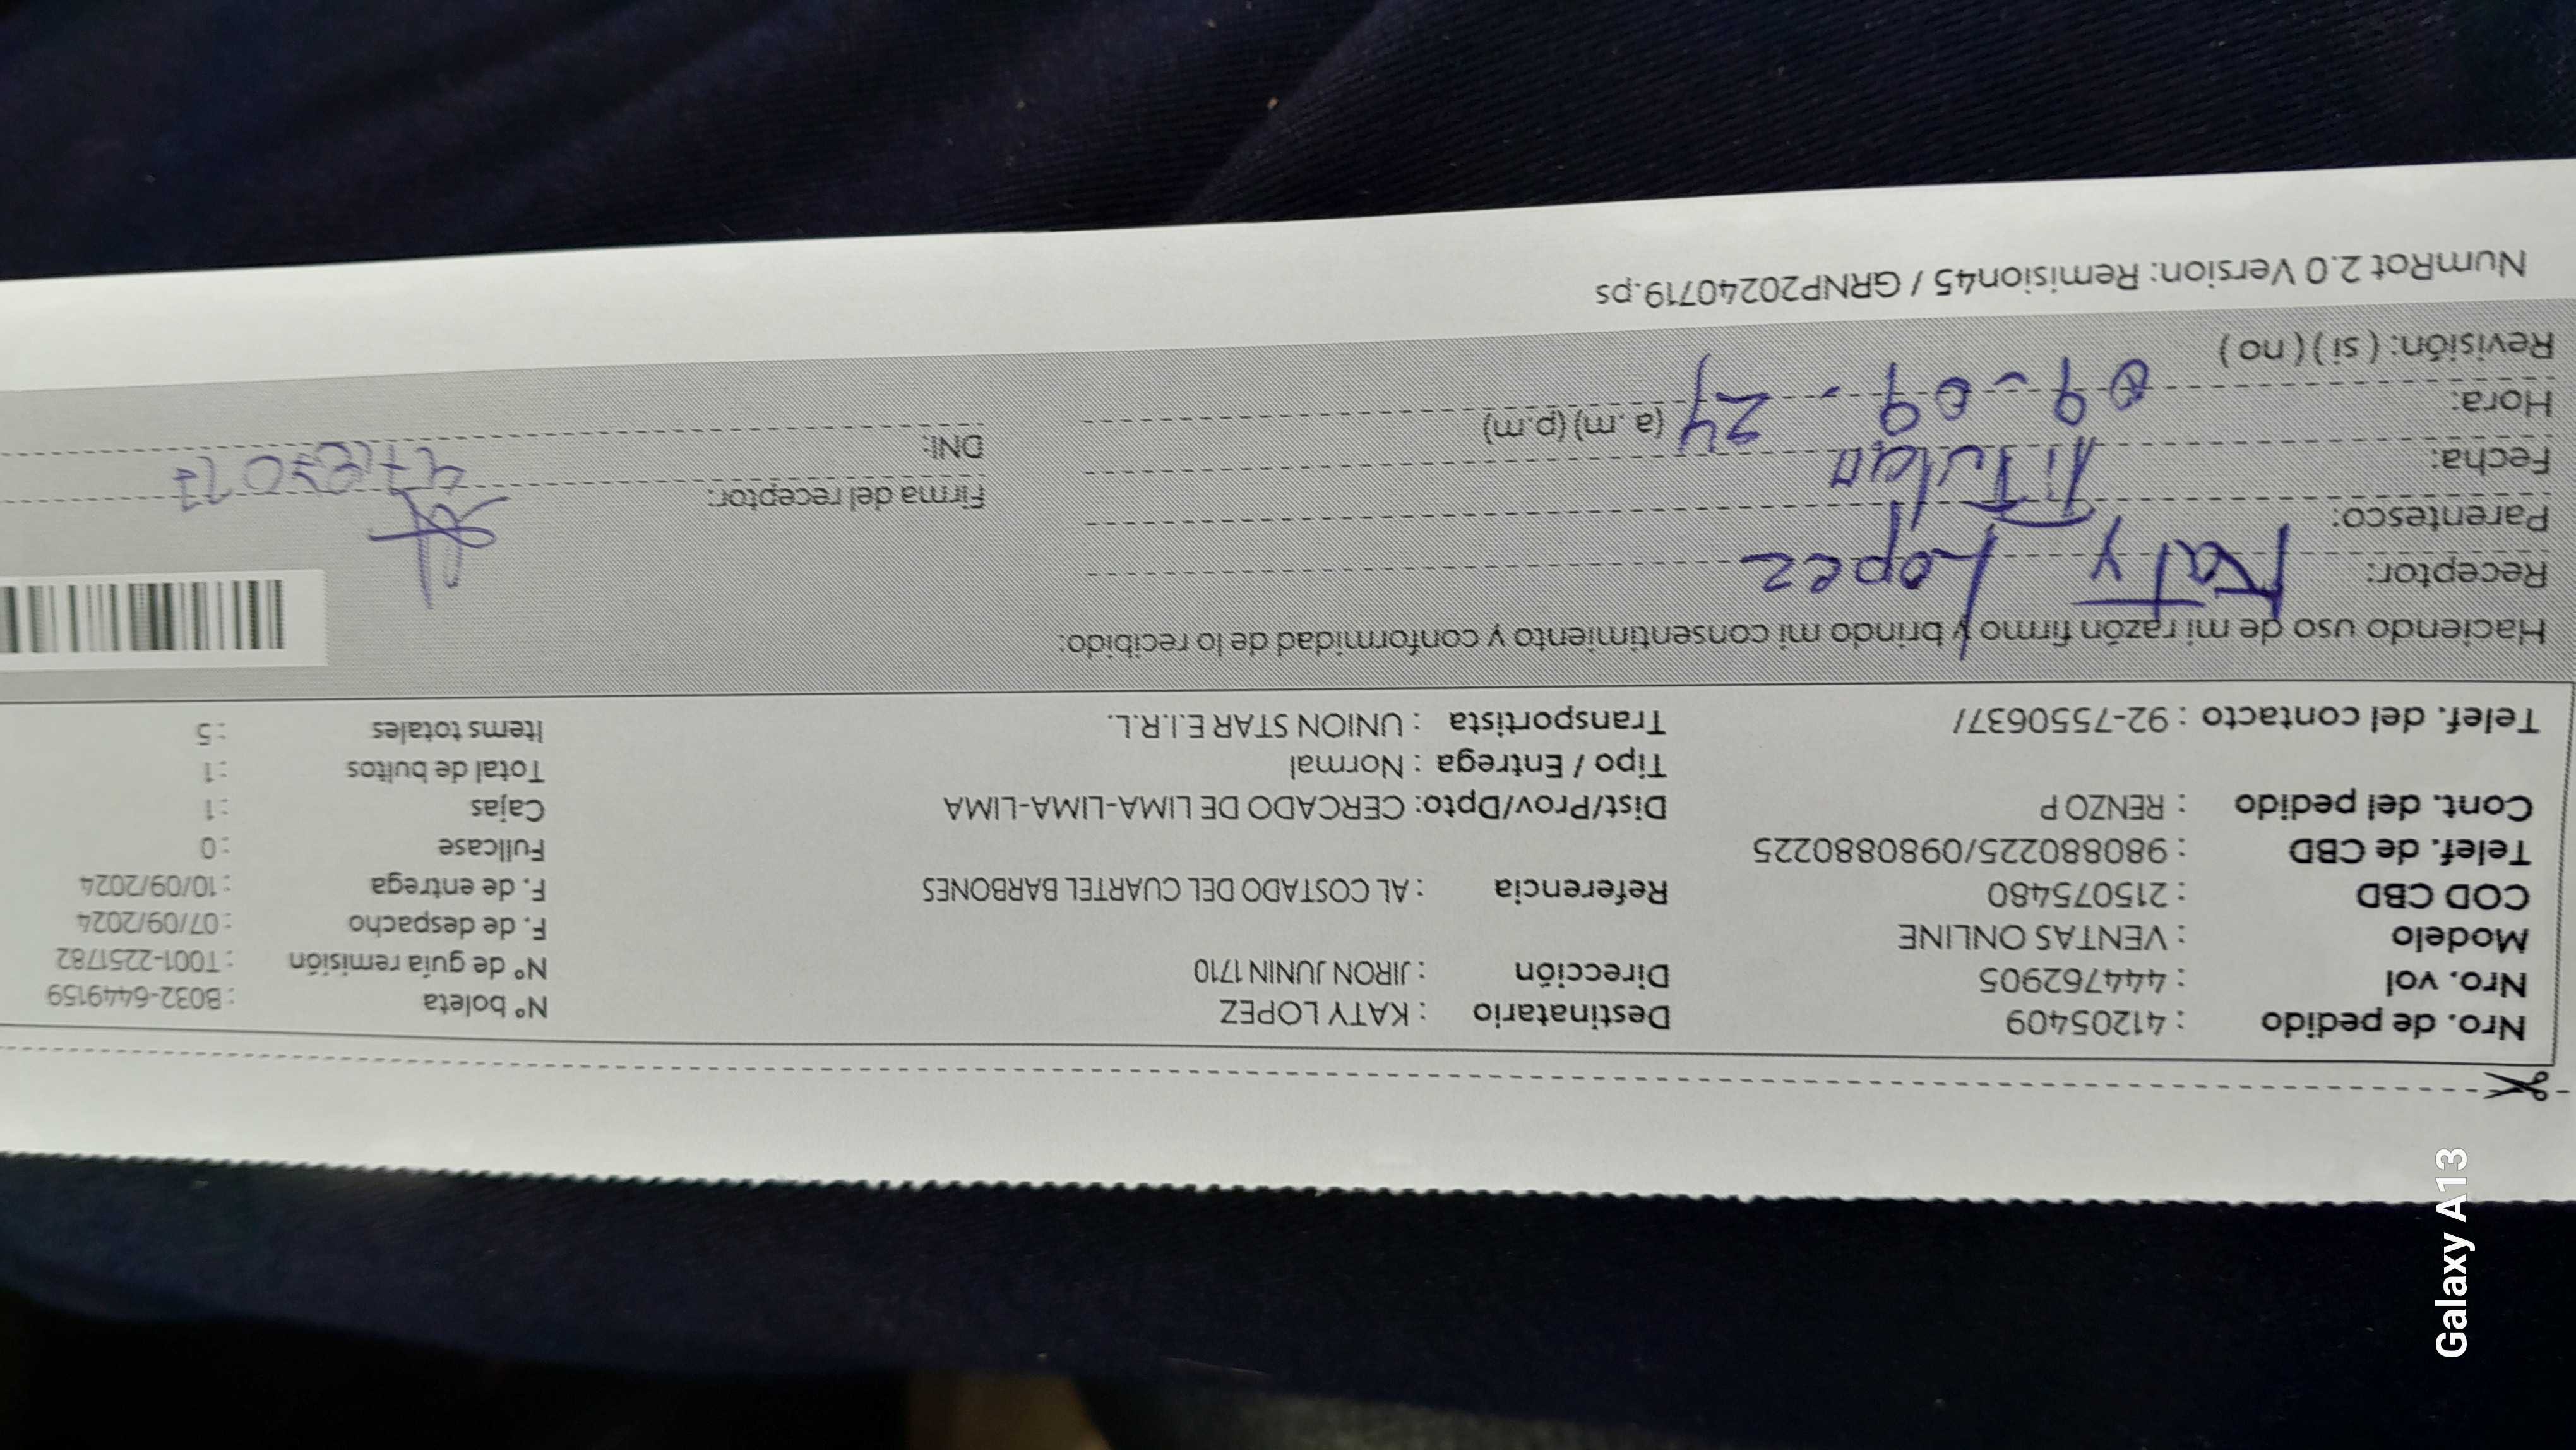 Nro. de pedido : 41205409 Destinatario : KATY LOPEZ N° boleta : B032-6449159
Nro. vol : 444762905 Dirección : JIRON JUNIN 1710 N° de guía remisión : T001-2251782
Modelo : VENTAS ONLINE F. de despacho : 07/09/2024
COD CBD : 215075480 Referencia : AL COSTADO DEL CUARTEL BARBONES F. de entrega : 10/09/2024
Telef. de CBD : 980880225/0980880225 Fullcase : 0
Cont. del pedido : RENZO P Dist/Prov/Dpto: CERCADO DE LIMA-LIMA-LIMA Cajas : 1
Tipo / Entrega : Normal Total de bultos : 1
Telef. del contacto : 92-7550637/ Transportista : UNION STAR E.I.R.L. Items totales : 5
Haciendo uso de mi razón firmo y brindo mi consentimiento y conformidad de lo recibido:
Receptor: Katy Lopez
Parentesco: Titular Firma del receptor:
Fecha: 09-09-24 DNI:
Hora: (a.m) (p.m)
Revisión: ( si ) ( no )
NumRot 2.0 Version: Remision45 / GRNP20240719.ps
Galaxy A13